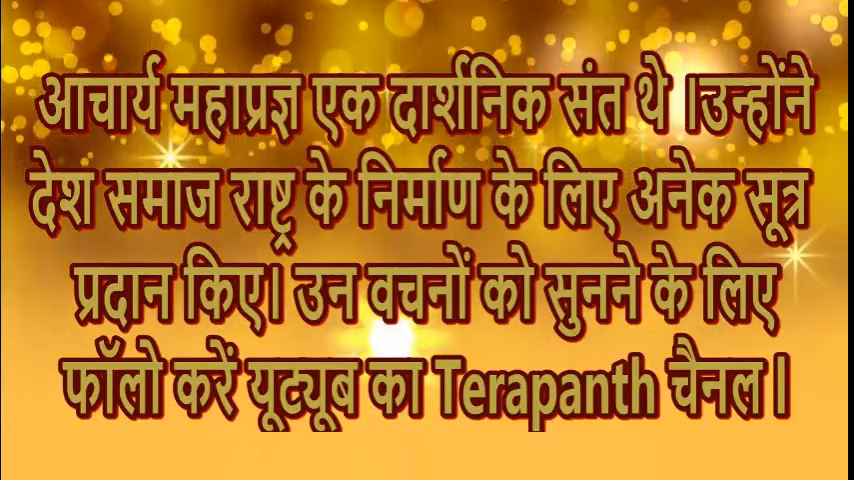 आचार्य महाप्रज्ञ एक दार्शनिक संत थे ।उन्होंने
देश समाज राष्ट्र के निर्माण के लिए अनेक सूत्र
प्रदान किए। उन वचनों को सुनने के लिए
फॉलो करें यूट्यूब का Terapanth चैनल।